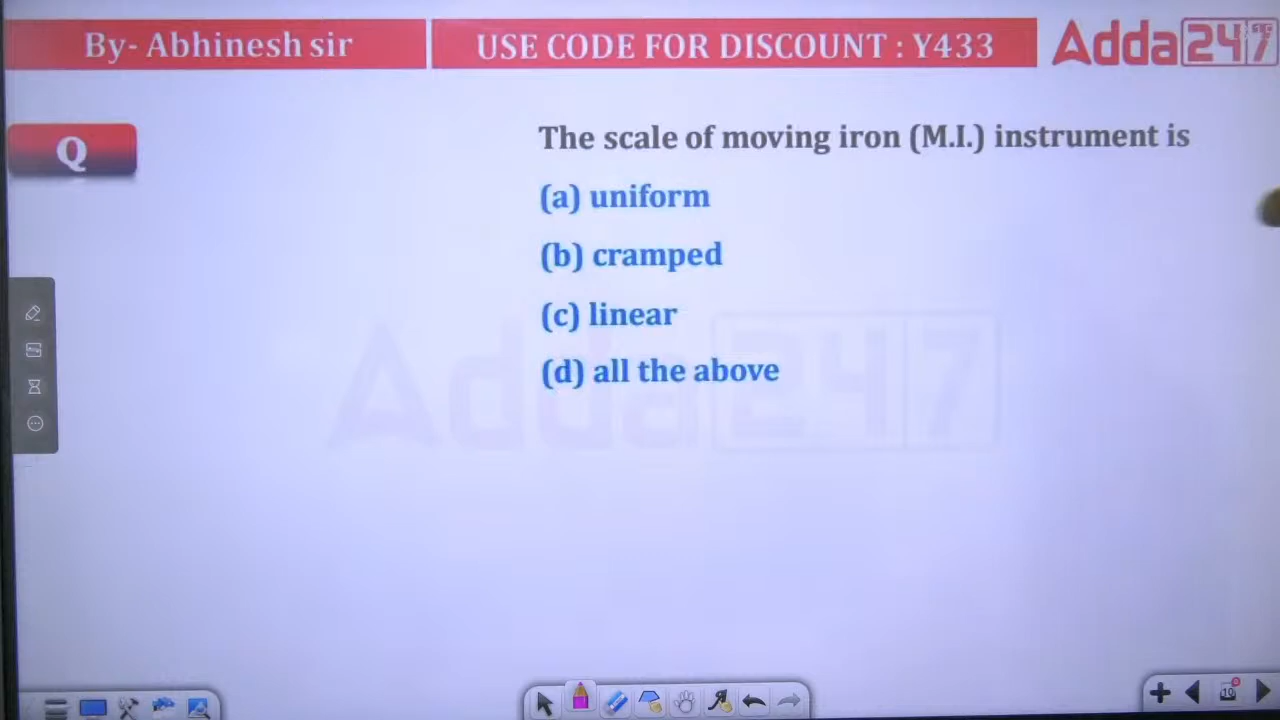 By- Abhinesh sir
USE CODE FOR DISCOUNT : Y433
Adda247
Q
The scale of moving iron (M.I.) instrument is
(a) uniform
(b) cramped
(c) linear
(d) all the above
Adda247